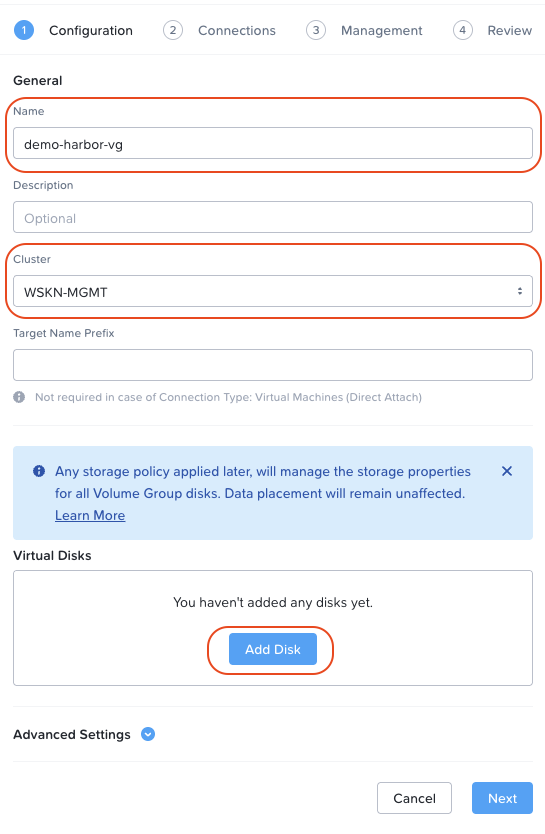 1 Configuration 2 Connections 3 Management 4 Review
General
Name
demo-harbor-vg
Description
Optional
Cluster
WSKN-MGMT
Target Name Prefix
Not required in case of Connection Type: Virtual Machines (Direct Attach)
Any storage policy applied later, will manage the storage properties
for all Volume Group disks. Data placement will remain unaffected.
Learn More
Virtual Disks
You haven't added any disks yet.
Add Disk
Advanced Settings
Cancel Next